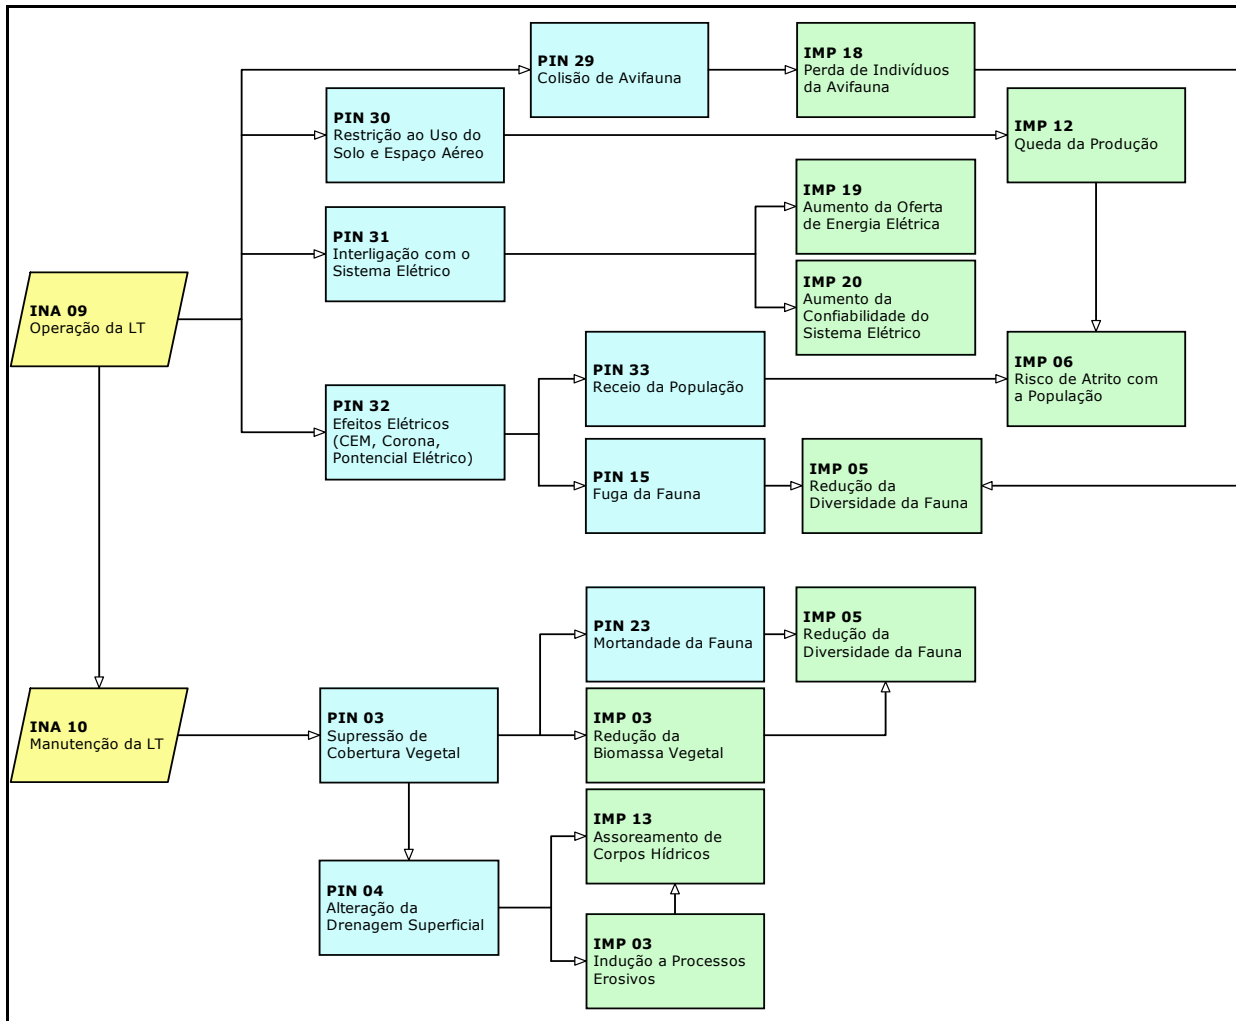 PIN 29
Colisão de Avifauna
IMP 18
Perda de Indivíduos
da Avifauna
PIN 30
Restrição ao Uso do
Solo e Espaço Aéreo
IMP 12
Queda da Produção
IMP 19
Aumento da Oferta
de Energia Elétrica
PIN 31
Interligação com o
Sistema Elétrico
IMP 20
Aumento da
Confiabilidade do
Sistema Elétrico
INA 09
Operação da LT
PIN 33
Receio da População
IMP 06
Risco de Atrito com
a População
PIN 32
Efeitos Elétricos
(CEM, Corona,
Pontencial Elétrico)
PIN 15
Fuga da Fauna
IMP 05
Redução da
Diversidade da Fauna
PIN 23
Mortandade da Fauna
IMP 05
Redução da
Diversidade da Fauna
INA 10
Manutenção da LT
PIN 03
Supressão de
Cobertura Vegetal
IMP 03
Redução da
Biomassa Vegetal
IMP 13
Assoreamento de
Corpos Hídricos
PIN 04
Alteração da
Drenagem Superficial
IMP 03
Indução a Processos
Erosivos